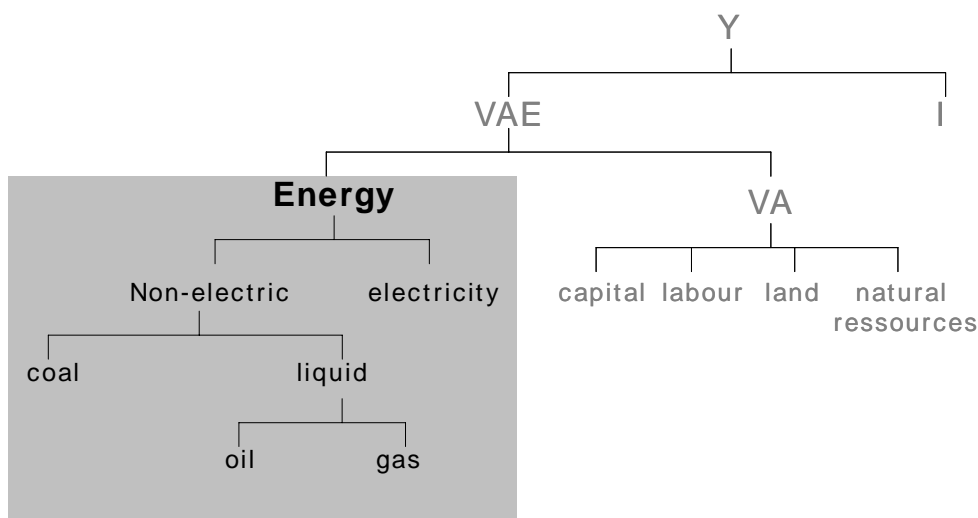 Y
VAE
I
Energy
VA
Non-electric
electricity
capital
labour
land
natural
ressources
coal
liquid
oil
gas